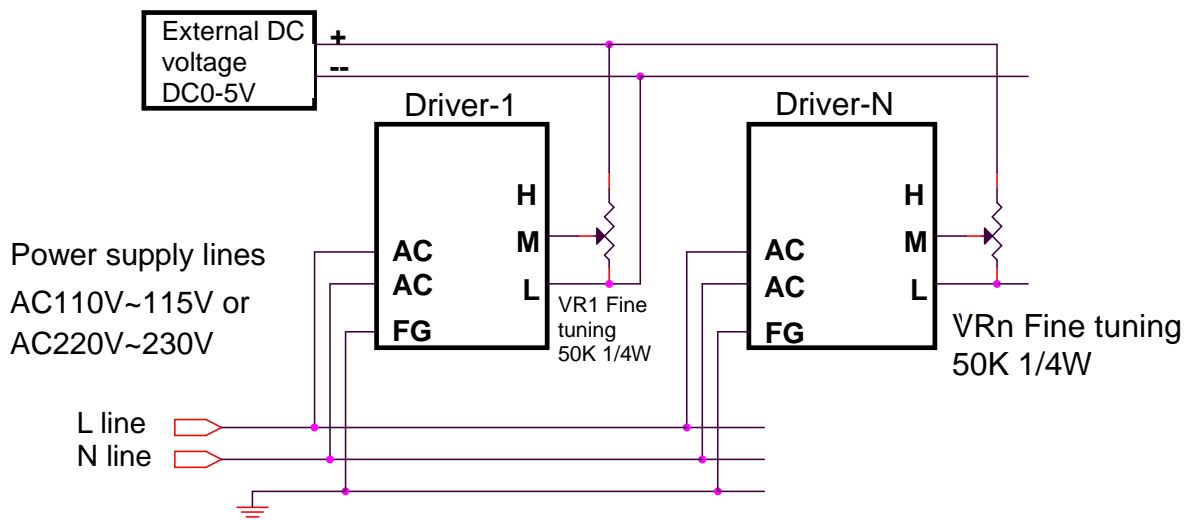 External DC
voltage
DC0-5V
+
--
Driver-1
Driver-N
H
M
L
AC
AC
FG
VR1 Fine
tuning
50K 1/4W
H
M
L
AC
AC
FG
VRn Fine tuning
50K 1/4W
Power supply lines
AC110V~115V or
AC220V~230V
L line
N line